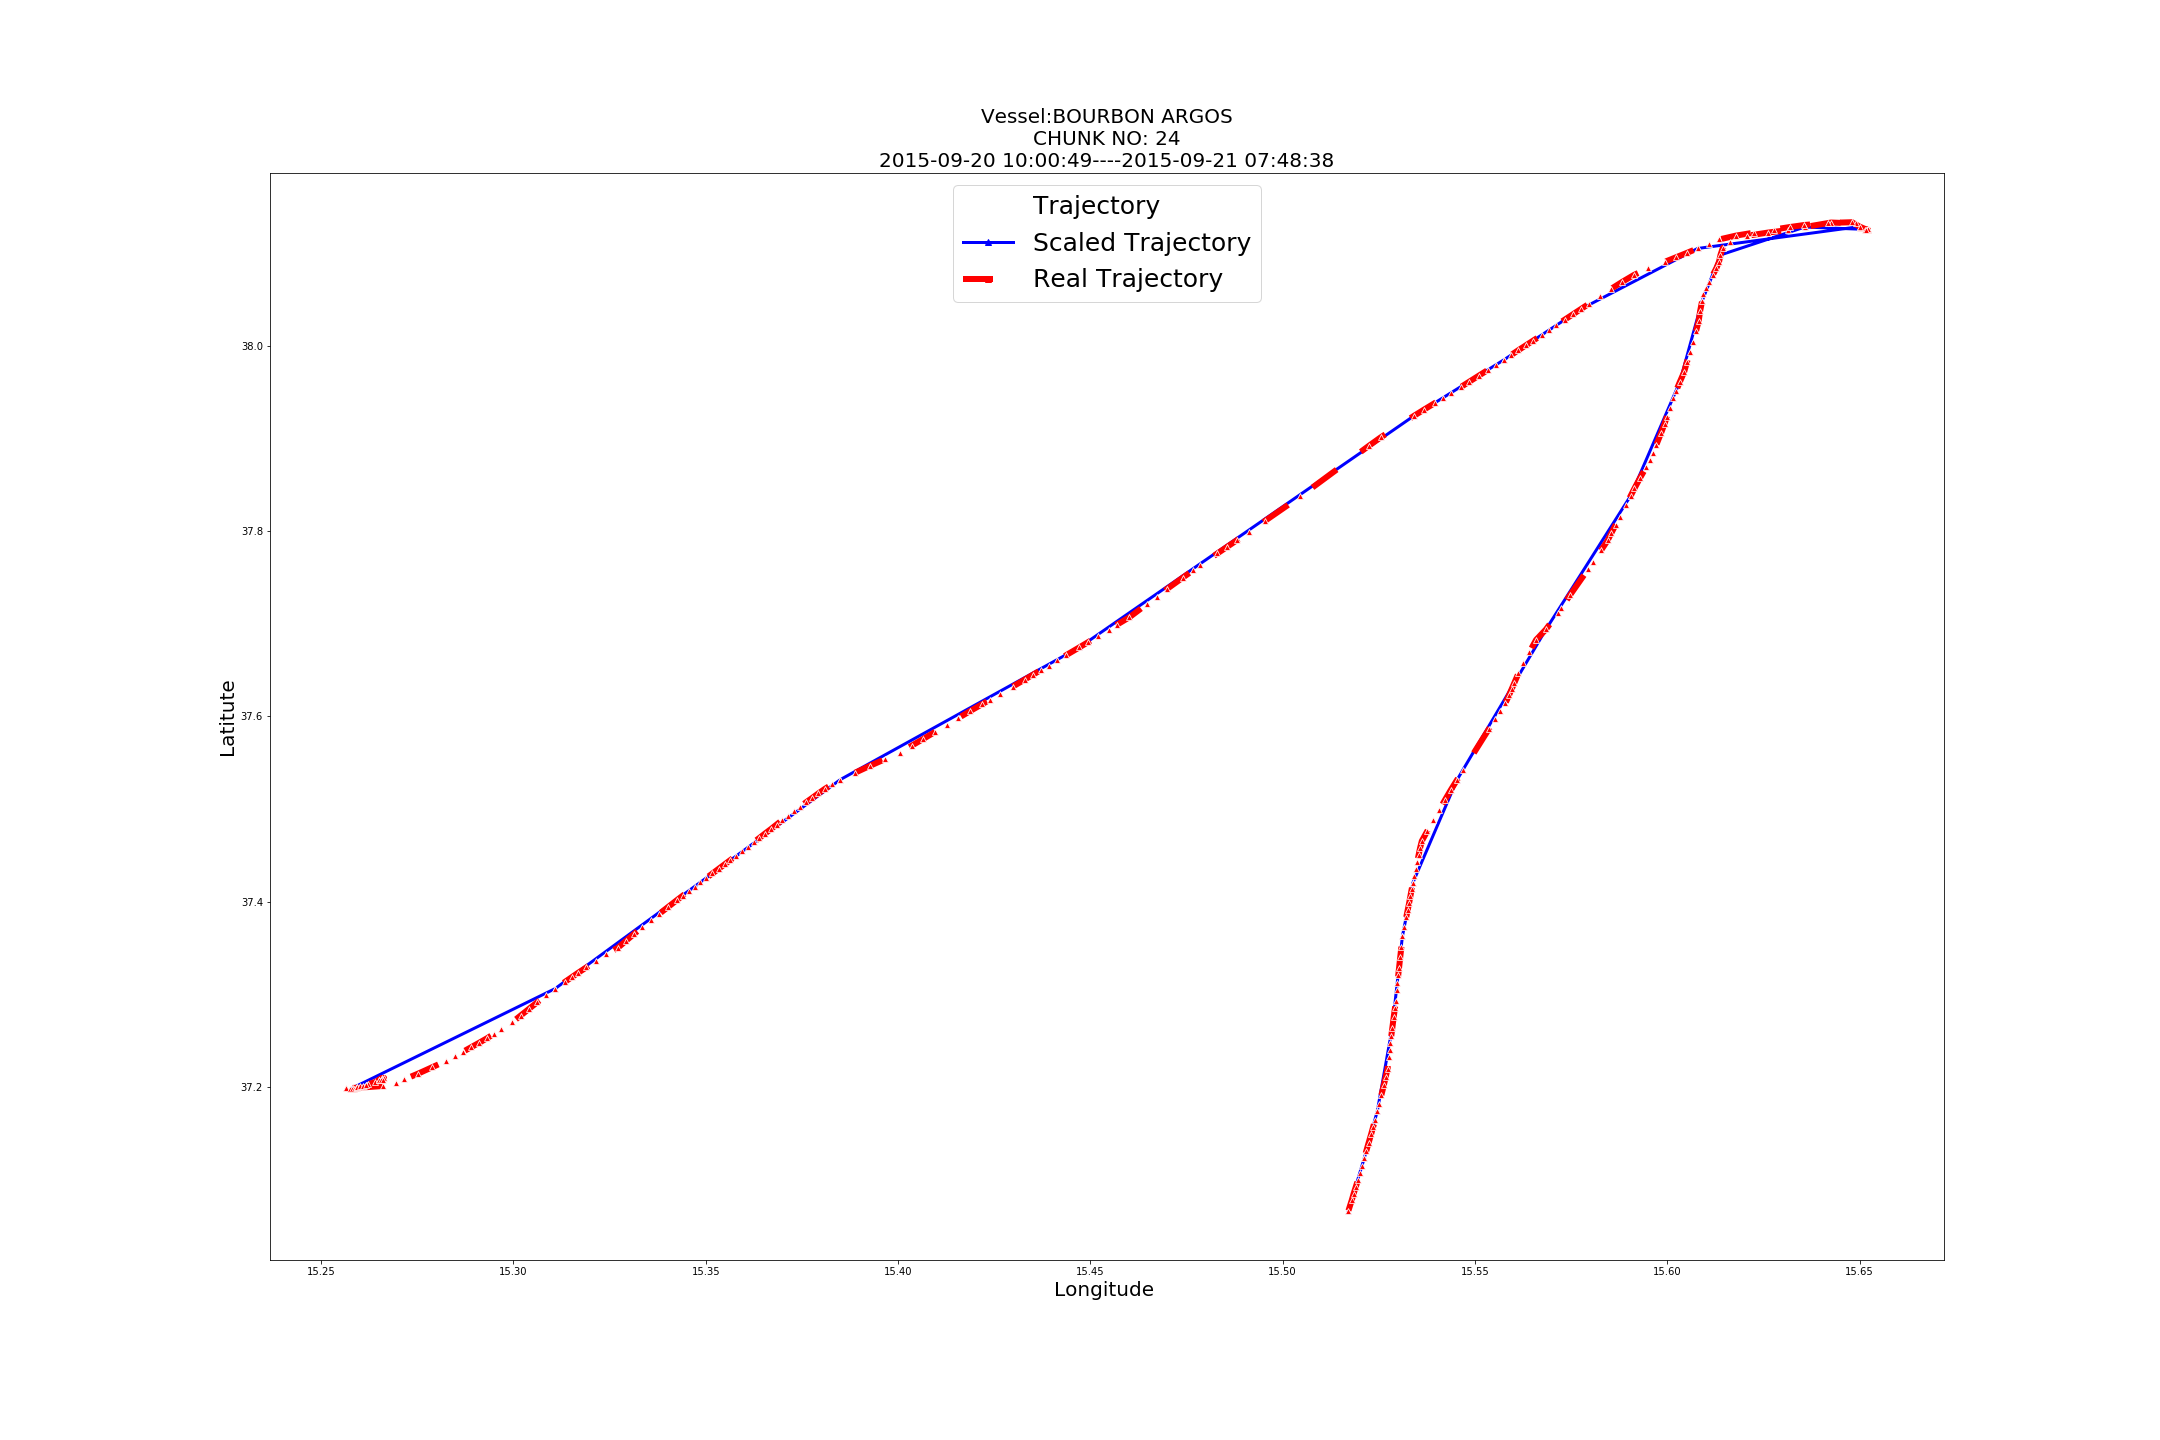 Vessel:BOURBON ARGOS
CHUNK NO: 24
2015-09-20 10:00:49----2015-09-21 07:48:38
Trajectory
Scaled Trajectory
Real Trajectory
38.0
37.8
37.6
37.4
37.2
Latitute
15.25 15.30 15.35 15.40 15.45 15.50 15.55 15.60 15.65
Longitude